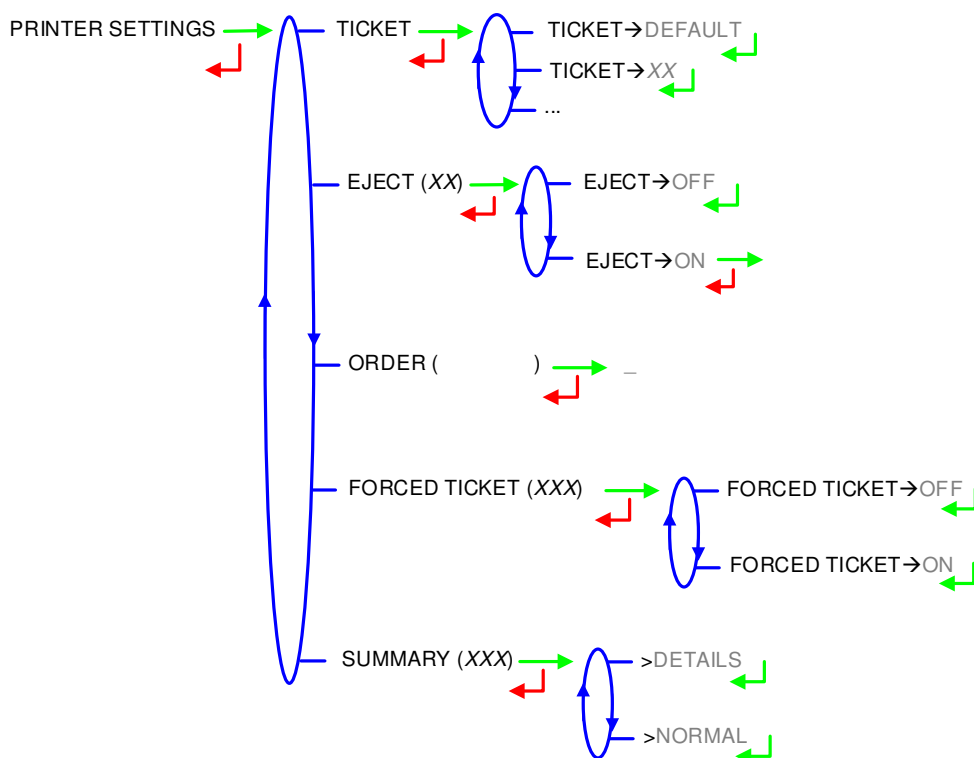 PRINTER SETTINGS
TICKET
TICKET→DEFAULT
TICKET→XX
...
EJECT (XX)
EJECT→OFF
EJECT→ON
ORDER ( ) _
FORCED TICKET (XXX)
FORCED TICKET→OFF
FORCED TICKET→ON
SUMMARY (XXX)
>DETAILS
>NORMAL